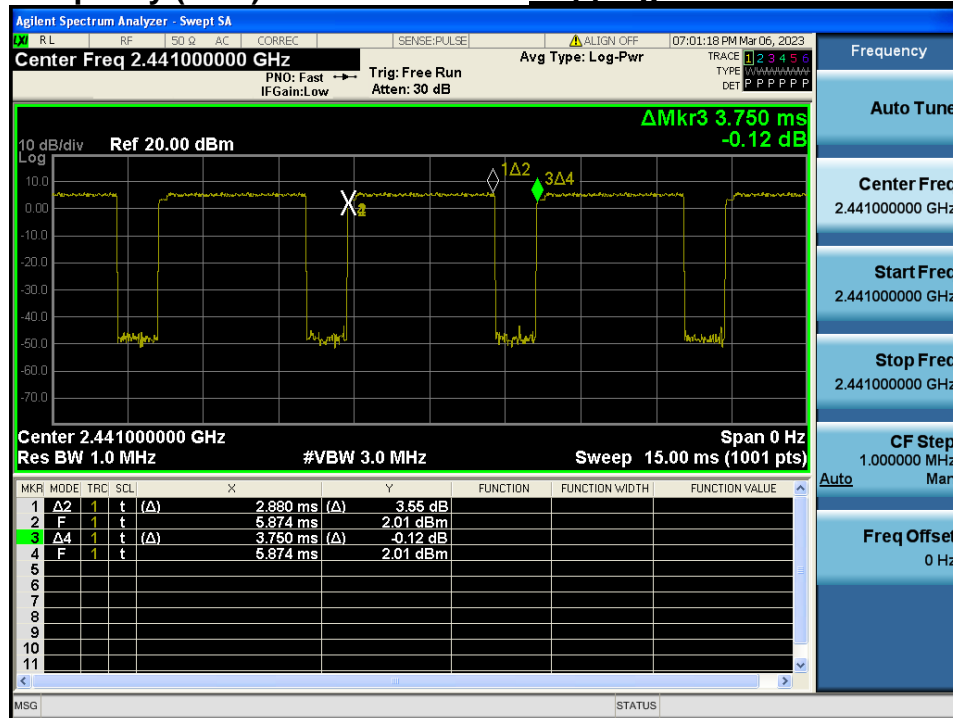 Agilent Spectrum Analyzer - Swept SA
LXI RL RF 50 Ω AC CORREC SENSE:PULSE ALIGN OFF 07:01:18 PM Mar 06, 2023
Center Freq 2.441000000 GHz
PNO: Fast
IFGain:Low
Trig: Free Run
Atten: 30 dB
Avg Type: Log-Pwr
TRACE 1 2 3 4 5 6
TYPE
DET P P P P P P
ΔMkr3 3.750 ms
-0.12 dB
10 dB/div Ref 20.00 dBm
Log
10.0
0.00
-10.0
-20.0
-30.0
-40.0
-50.0
-60.0
-70.0
1Δ2
3Δ4
Center 2.441000000 GHz Span 0 Hz
Res BW 1.0 MHz #VBW 3.0 MHz Sweep 15.00 ms (1001 pts)
MKR MODE TRC SCL X Y FUNCTION FUNCTION WIDTH FUNCTION VALUE
1 Δ2 1 t (Δ) 2.880 ms (Δ) 3.55 dB
2 F 1 t 5.874 ms 2.01 dBm
3 Δ4 1 t (Δ) 3.750 ms (Δ) -0.12 dB
4 F 1 t 5.874 ms 2.01 dBm
5
6
7
8
9
10
11
MSG STATUS
Frequency
Auto Tune
Center Freq
2.441000000 GHz
Start Freq
2.441000000 GHz
Stop Freq
2.441000000 GHz
CF Step
1.000000 MHz
Auto Man
Freq Offset
0 Hz